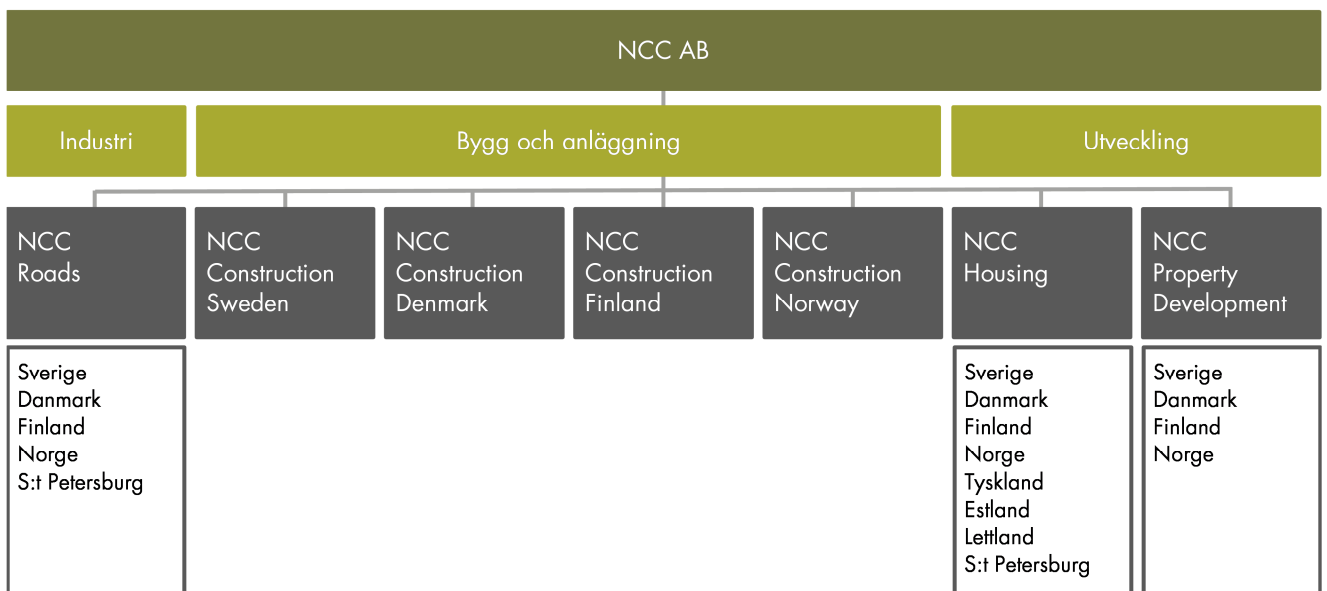 NCC AB
Industri
Bygg och anläggning
Utveckling
NCC
Roads
NCC
Construction
Sweden
NCC
Construction
Denmark
NCC
Construction
Finland
NCC
Construction
Norway
NCC
Housing
NCC
Property
Development
Sverige
Danmark
Finland
Norge
S:t Petersburg
Sverige
Danmark
Finland
Norge
Tyskland
Estland
Lettland
S:t Petersburg
Sverige
Danmark
Finland
Norge